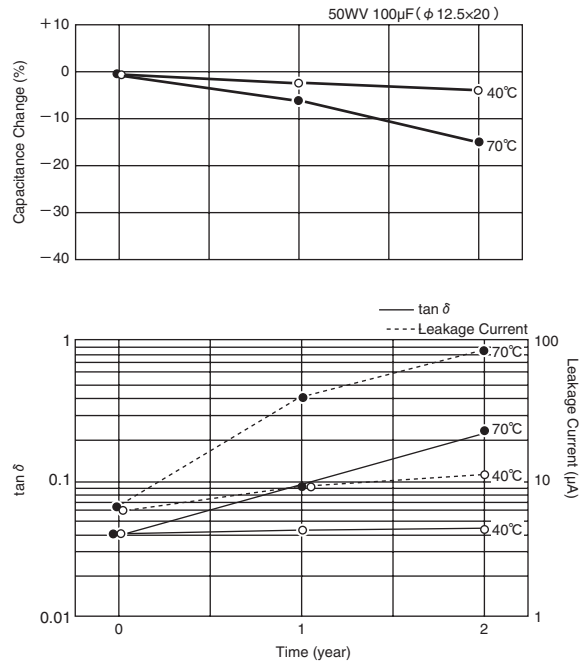 50WV 100μF(φ 12.5×20)
+10
0
−10
−20
−30
−40
Capacitance Change (%)
40℃
70℃
tan δ
Leakage Current
1
0.1
0.01
tan δ
100
10
1
Leakage
Current (μA)
70℃
70℃
40℃
40℃
0
1
2
Time (year)